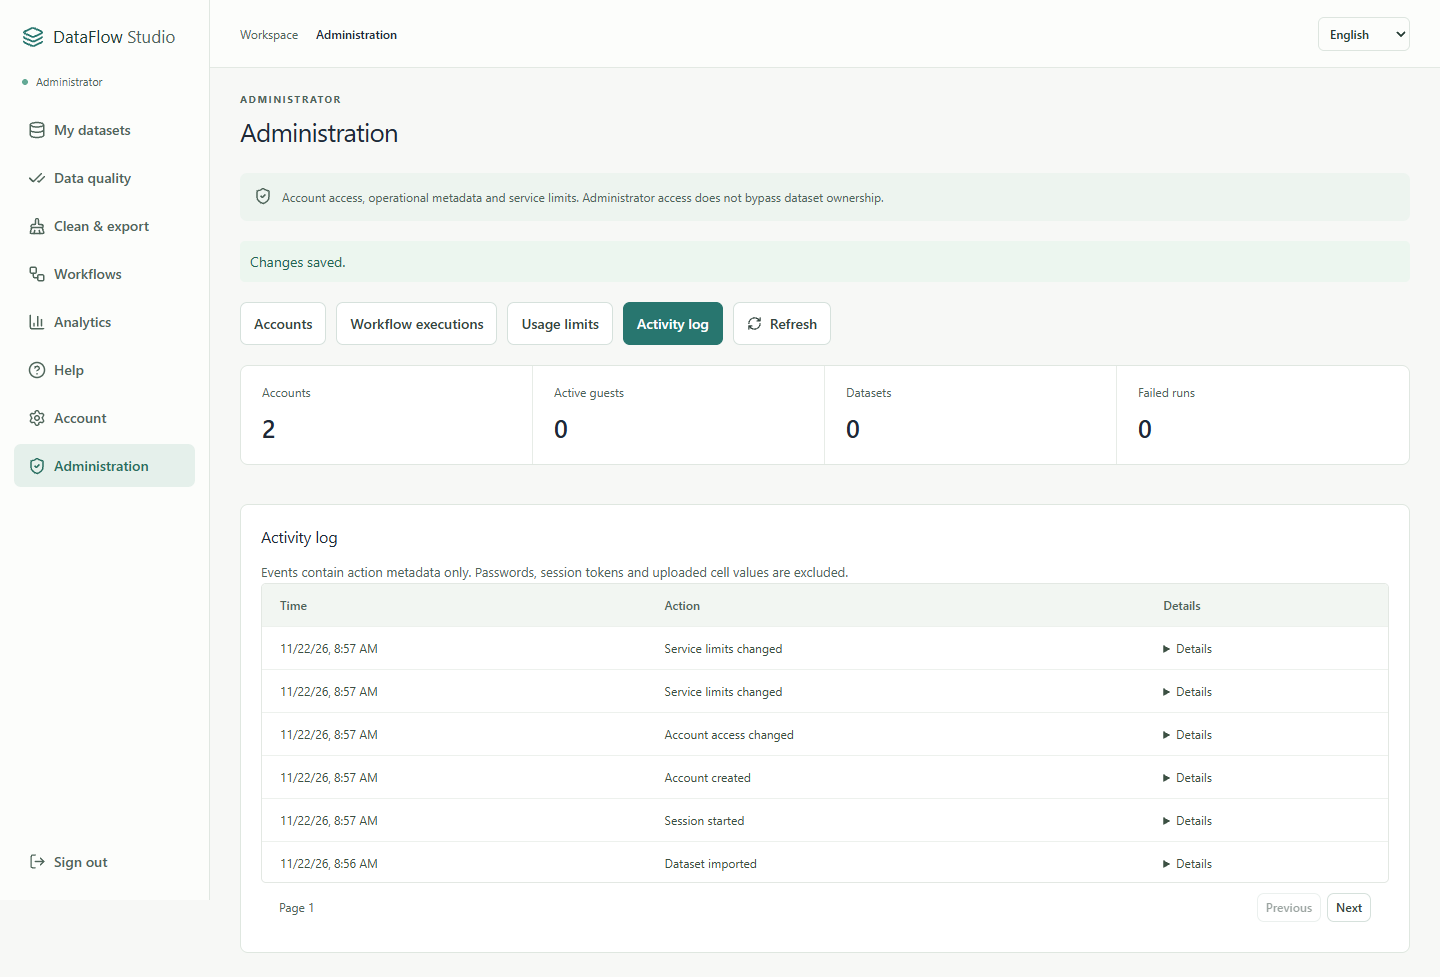 DataFlow Studio
Administrator
My datasets
Data quality
Clean & export
Workflows
Analytics
Help
Account
Administration
Sign out
Workspace Administration
English
ADMINISTRATOR
Administration
Account access, operational metadata and service limits. Administrator access does not bypass dataset ownership.
Changes saved.
Accounts Workflow executions Usage limits Activity log Refresh
Accounts Active guests Datasets Failed runs
2 0 0 0
Activity log
Events contain action metadata only. Passwords, session tokens and uploaded cell values are excluded.
Time Action Details
11/22/26, 8:57 AM Service limits changed Details
11/22/26, 8:57 AM Service limits changed Details
11/22/26, 8:57 AM Account access changed Details
11/22/26, 8:57 AM Account created Details
11/22/26, 8:57 AM Session started Details
11/22/26, 8:56 AM Dataset imported Details
Page 1 Previous Next